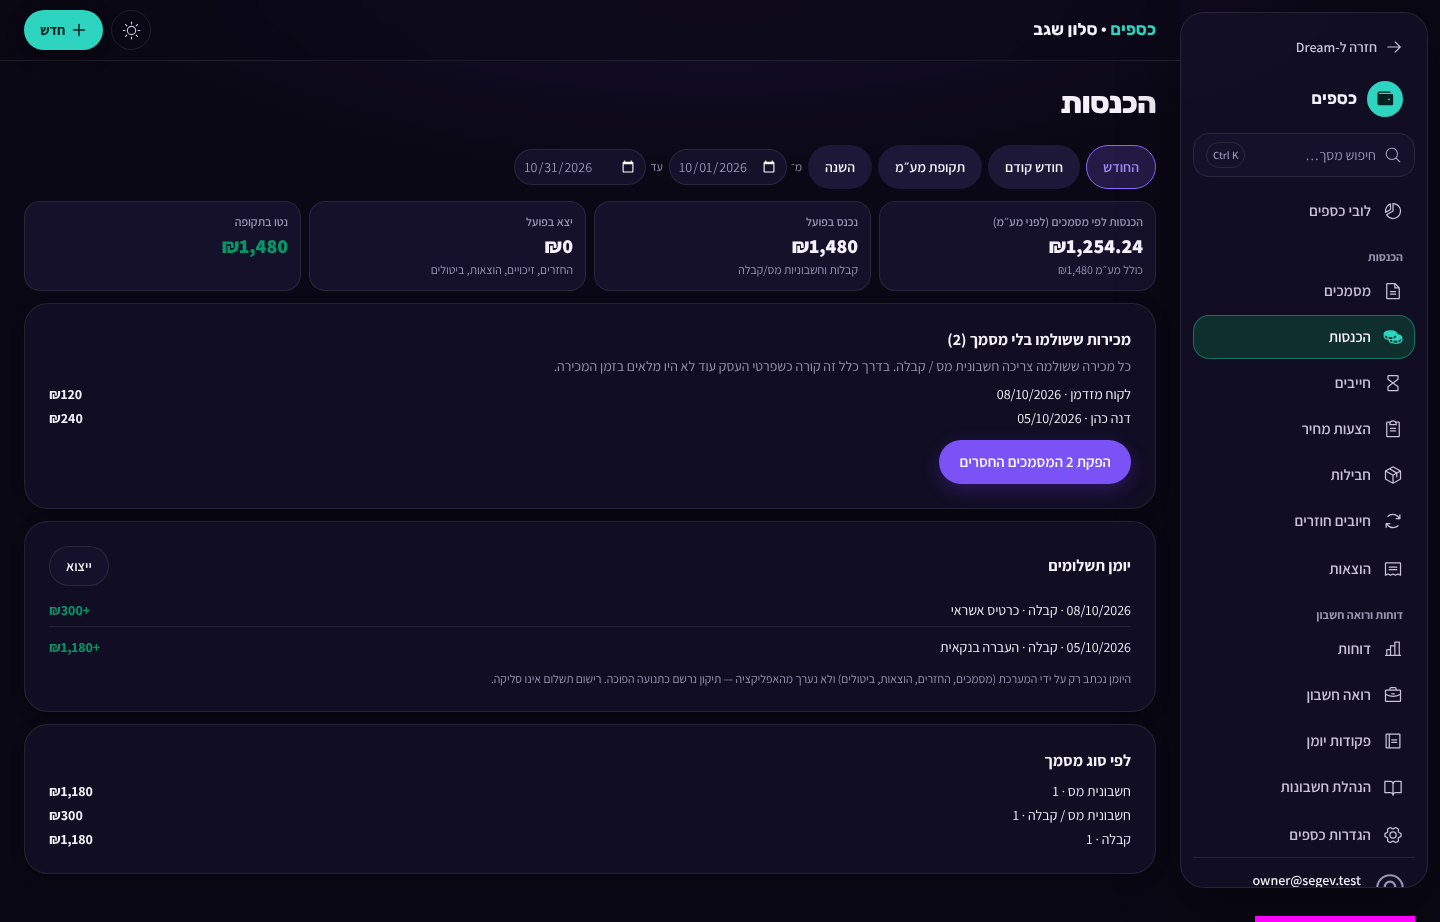 חזרה ל-Dream
כספים
חיפוש מסך...
Ctrl K
לובי כספים
הכנסות
מסמכים
הכנסות
חייבים
הצעות מחיר
חבילות
חיובים חוזרים
הוצאות
דוחות ורואה חשבון
דוחות
רואה חשבון
פקודות יומן
הנהלת חשבונות
הגדרות כספים
owner@segev.test
כספים • סלון שגב
חדש
הכנסות
החודש
חודש קודם
תקופת מע״מ
השנה
מ־ 10/01/2026 עד 10/31/2026
הכנסות לפי מסמכים (לפני מע״מ)
₪1,254.24
כולל מע״מ ₪1,480
נכנס בפועל
₪1,480
קבלות וחשבוניות מס/קבלה
יצא בפועל
₪0
החזרים, זיכויים, הוצאות, ביטולים
נטו בתקופה
₪1,480
מכירות ששולמו בלי מסמך (2)
כל מכירה ששולמה צריכה חשבונית מס / קבלה. בדרך כלל זה קורה כשפרטי העסק עוד לא היו מלאים בזמן המכירה.
לקוח מזדמן · 08/10/2026 ₪120
דנה כהן · 05/10/2026 ₪240
הפקת 2 המסמכים החסרים
יומן תשלומים
ייצוא
08/10/2026 · קבלה · כרטיס אשראי +₪300
05/10/2026 · קבלה · העברה בנקאית +₪1,180
היומן נכתב רק על ידי המערכת (מסמכים, החזרים, הוצאות, ביטולים) ולא נערך מהאפליקציה — תיקון נרשם כתנועה הפוכה. רישום תשלום אינו סליקה.
לפי סוג מסמך
חשבונית מס · 1 ₪1,180
חשבונית מס / קבלה · 1 ₪300
קבלה · 1 ₪1,180